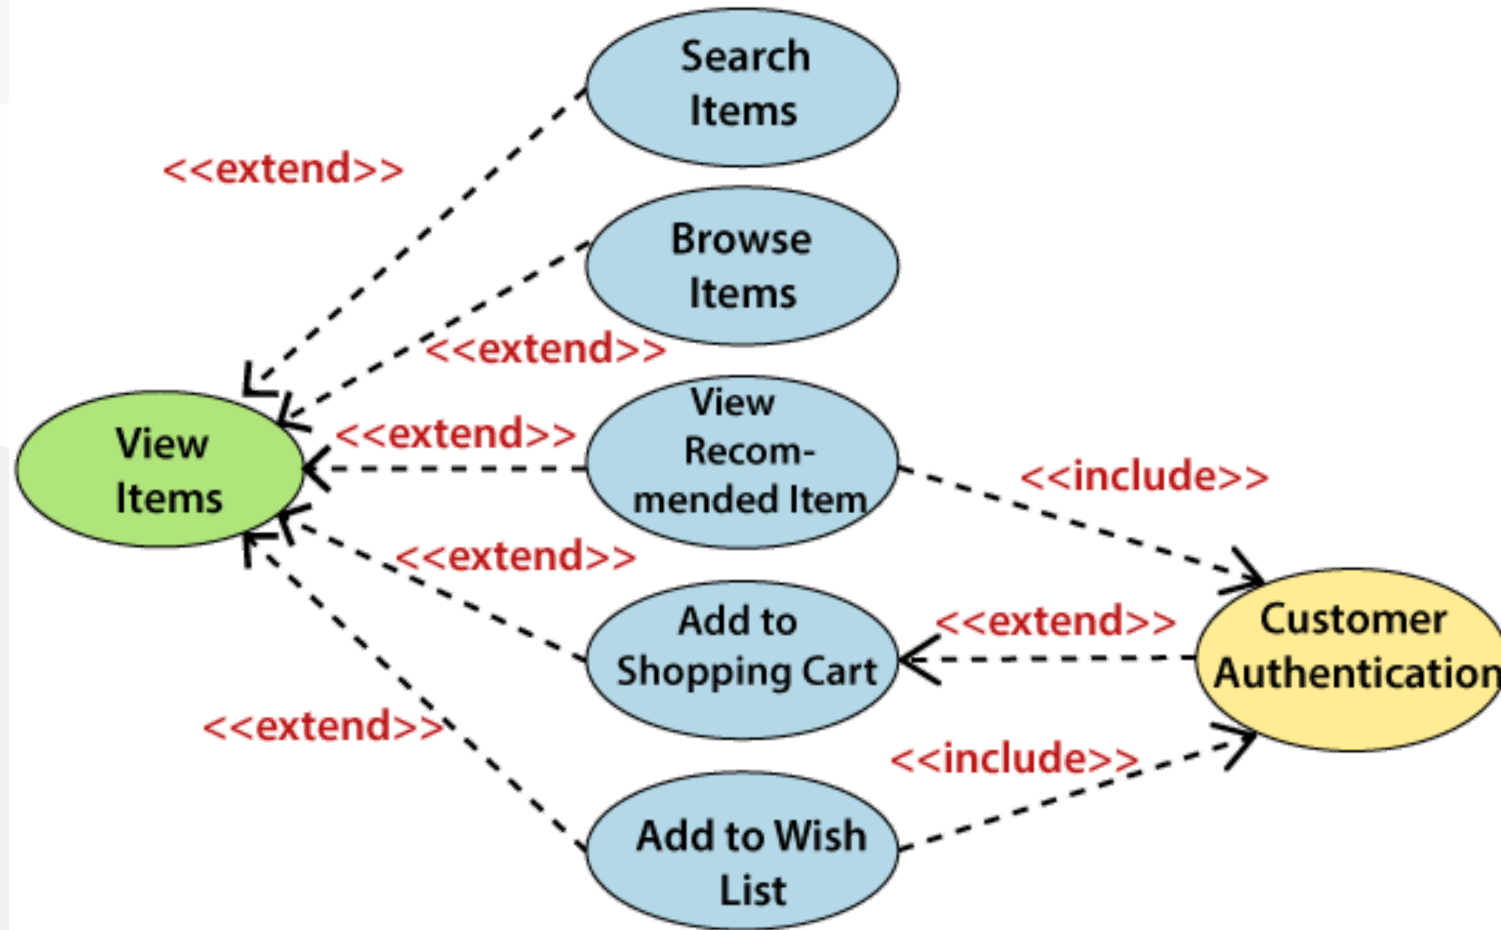 Search
Items
<<extend>>
Browse
Items
<<extend>>
View
Recom-
mended Item
<<extend>>
View
Items
<<include>>
<<extend>>
Add to
Shopping Cart
<<extend>>
Customer
Authentication
<<extend>>
<<include>>
Add to Wish
List